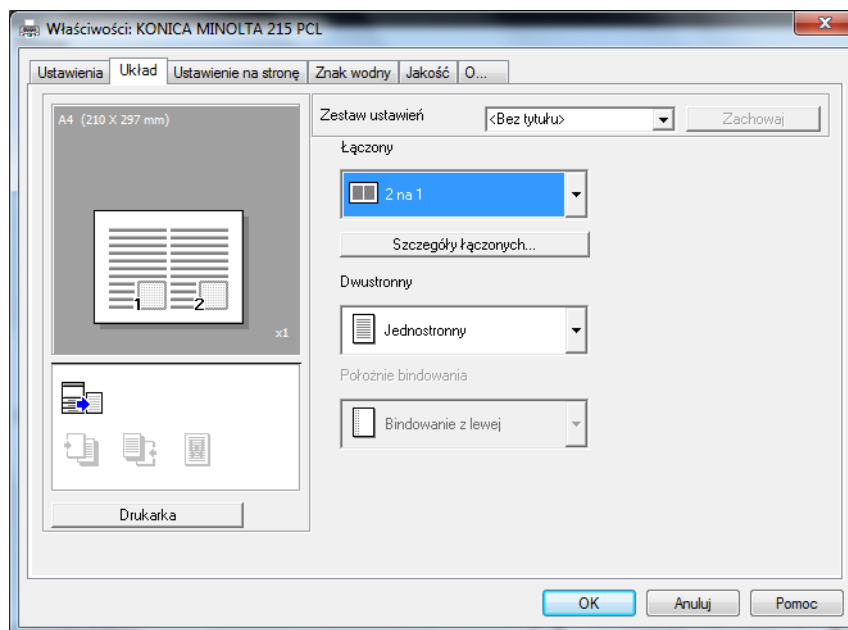 Właściwości: KONICA MINOLTA 215 PCL
Ustawienia Układ Ustawienie na stronę Znak wodny Jakość O...
A4 (210 X 297 mm)
Zestaw ustawień <Bez tytułu> Zachowaj
Łączony
2 na 1
Szczegóły łączonych...
Dwustronny
1 2
x1
Jednostronny
Położnie bindowania
Bindowanie z lewej
Drukarka
OK Anuluj Pomoc